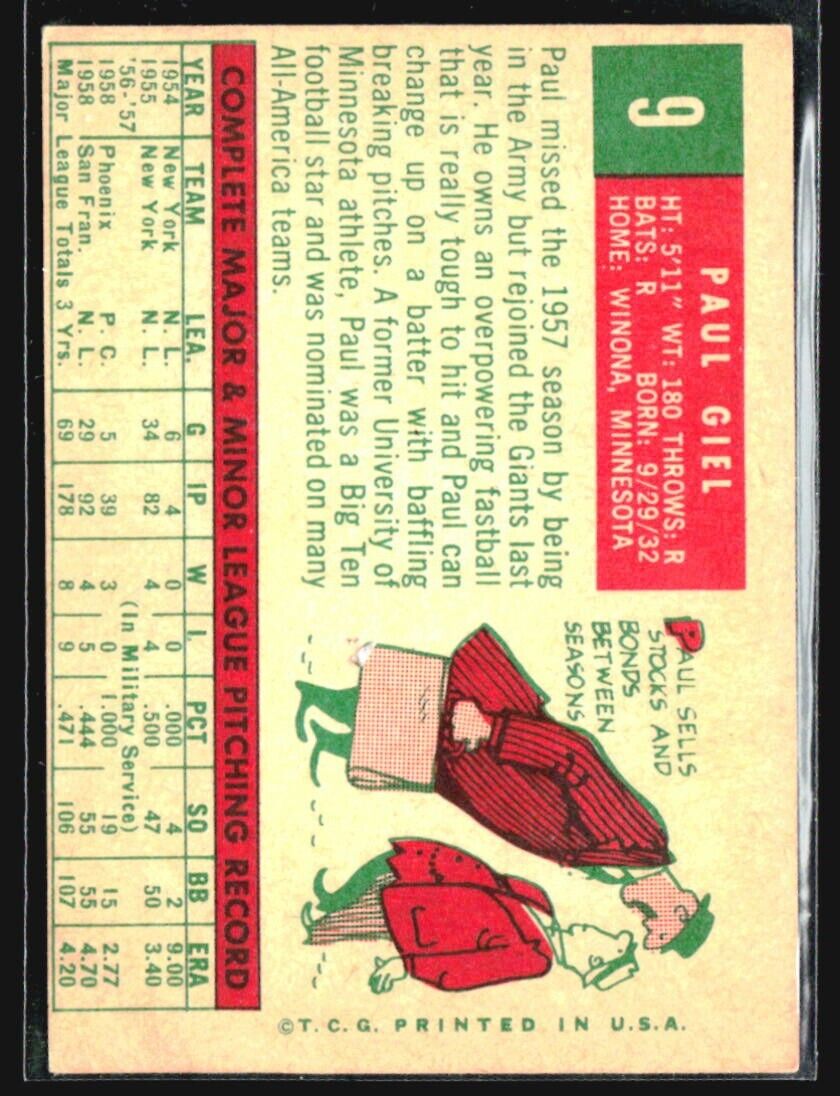 9
PAUL GIEL
HT: 5'11" WT: 180 THROWS: R
BATS: R BORN: 9/29/32
HOME: WINONA, MINNESOTA
Paul missed the 1957 season by being
in the Army but rejoined the Giants last
year. He owns an overpowering fastball
that is really tough to hit and Paul can
change up on a batter with baffling
breaking pitches. A former University of
Minnesota athlete, Paul was a Big Ten
football star and was nominated on many
All-America teams.
PAUL SELLS
STOCKS AND
BONDS
BETWEEN
SEASONS
COMPLETE MAJOR & MINOR LEAGUE PITCHING RECORD
YEAR TEAM LEA. G IP W L PCT SO BB ERA
1954 New York N. L. 6 4 0 0 .000 4 2 9.00
1955 New York N. L. 34 82 4 4 .500 47 50 3.40
'56-'57 (In Military Service)
1958 Phoenix P. C. 5 39 3 0 1.000 19 15 2.77
1958 San Fran. N. L. 29 92 4 5 .444 55 55 4.70
Major League Totals 3 Yrs. 69 178 8 9 .471 106 107 4.20
©T.C.G. PRINTED IN U.S.A.